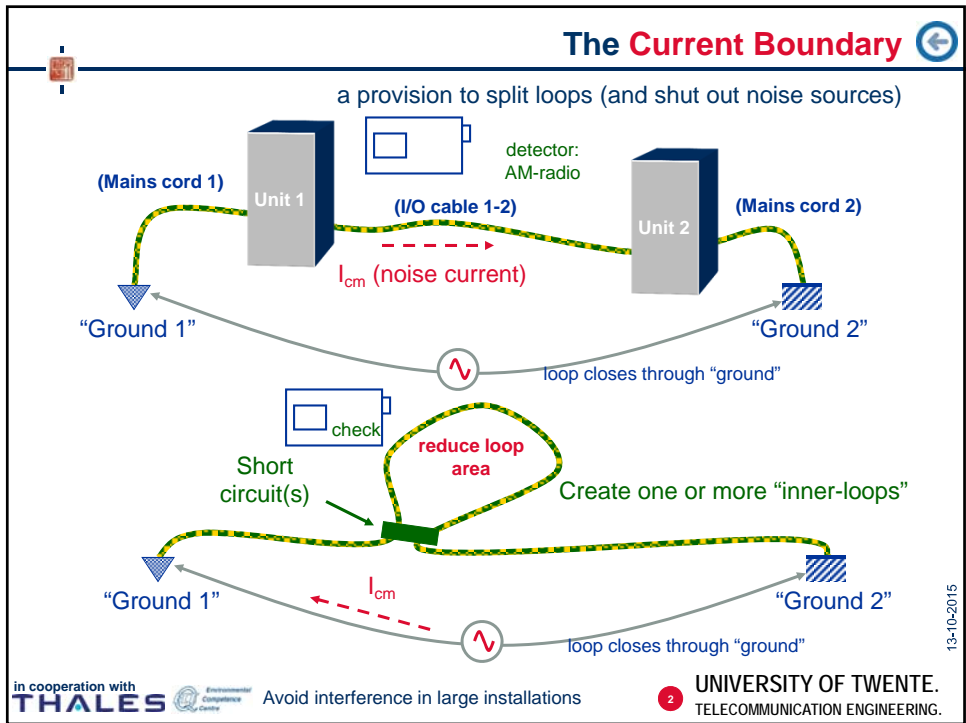 The Current Boundary
a provision to split loops (and shut out noise sources)
detector:
AM-radio
(Mains cord 1)
Unit 1
(I/O cable 1-2)
Unit 2
(Mains cord 2)
Icm (noise current)
“Ground 1”
“Ground 2”
loop closes through “ground”
check
reduce loop
area
Short
circuit(s)
Create one or more “inner-loops”
“Ground 1”
Icm
“Ground 2”
loop closes through “ground”
13-10-2015
in cooperation with
THALES
Environmental
Competence
Centre
Avoid interference in large installations
2
UNIVERSITY OF TWENTE.
TELECOMMUNICATION ENGINEERING.